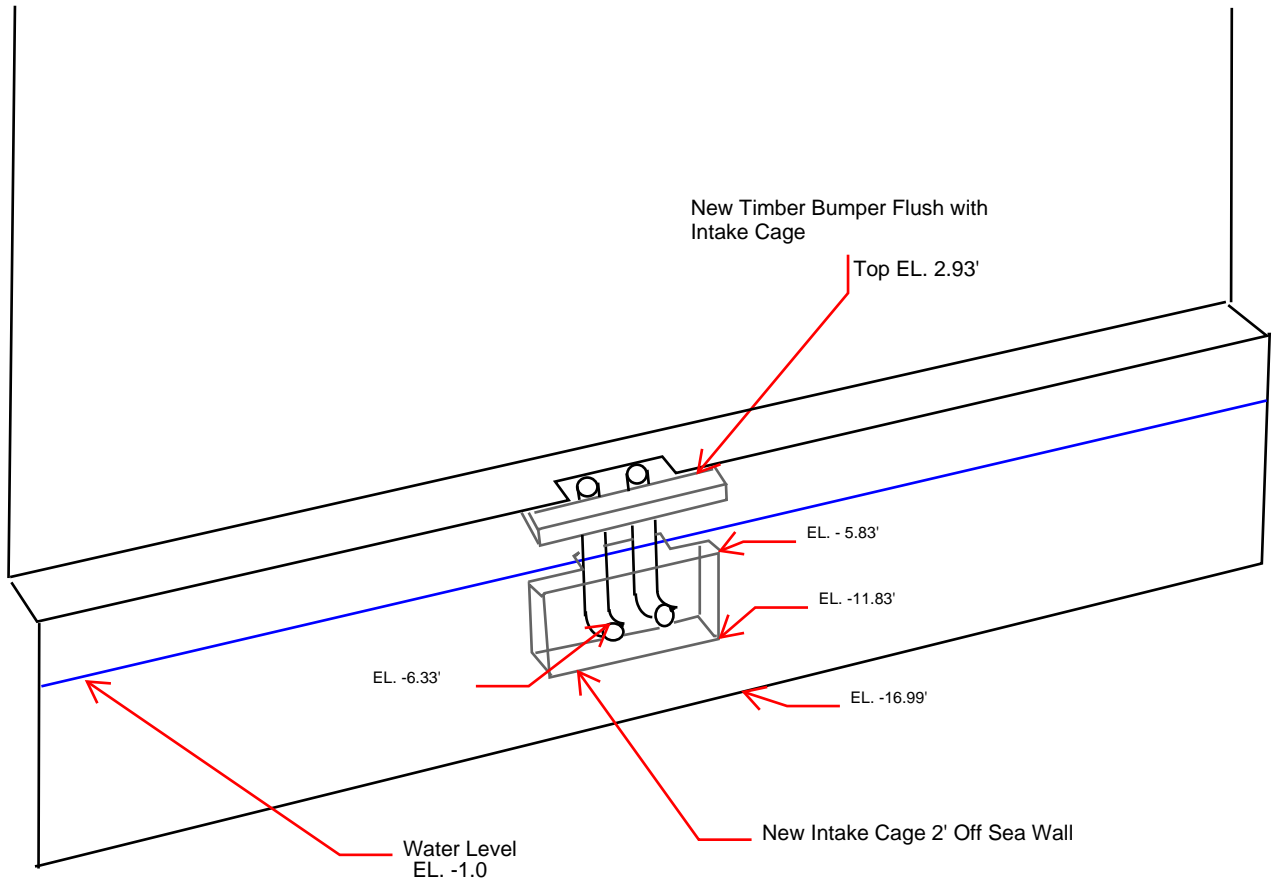 New Timber Bumper Flush with
Intake Cage
Top EL. 2.93'
EL. - 5.83'
EL. -11.83'
EL. -6.33'
EL. -16.99'
New Intake Cage 2' Off Sea Wall
Water Level
EL. -1.0